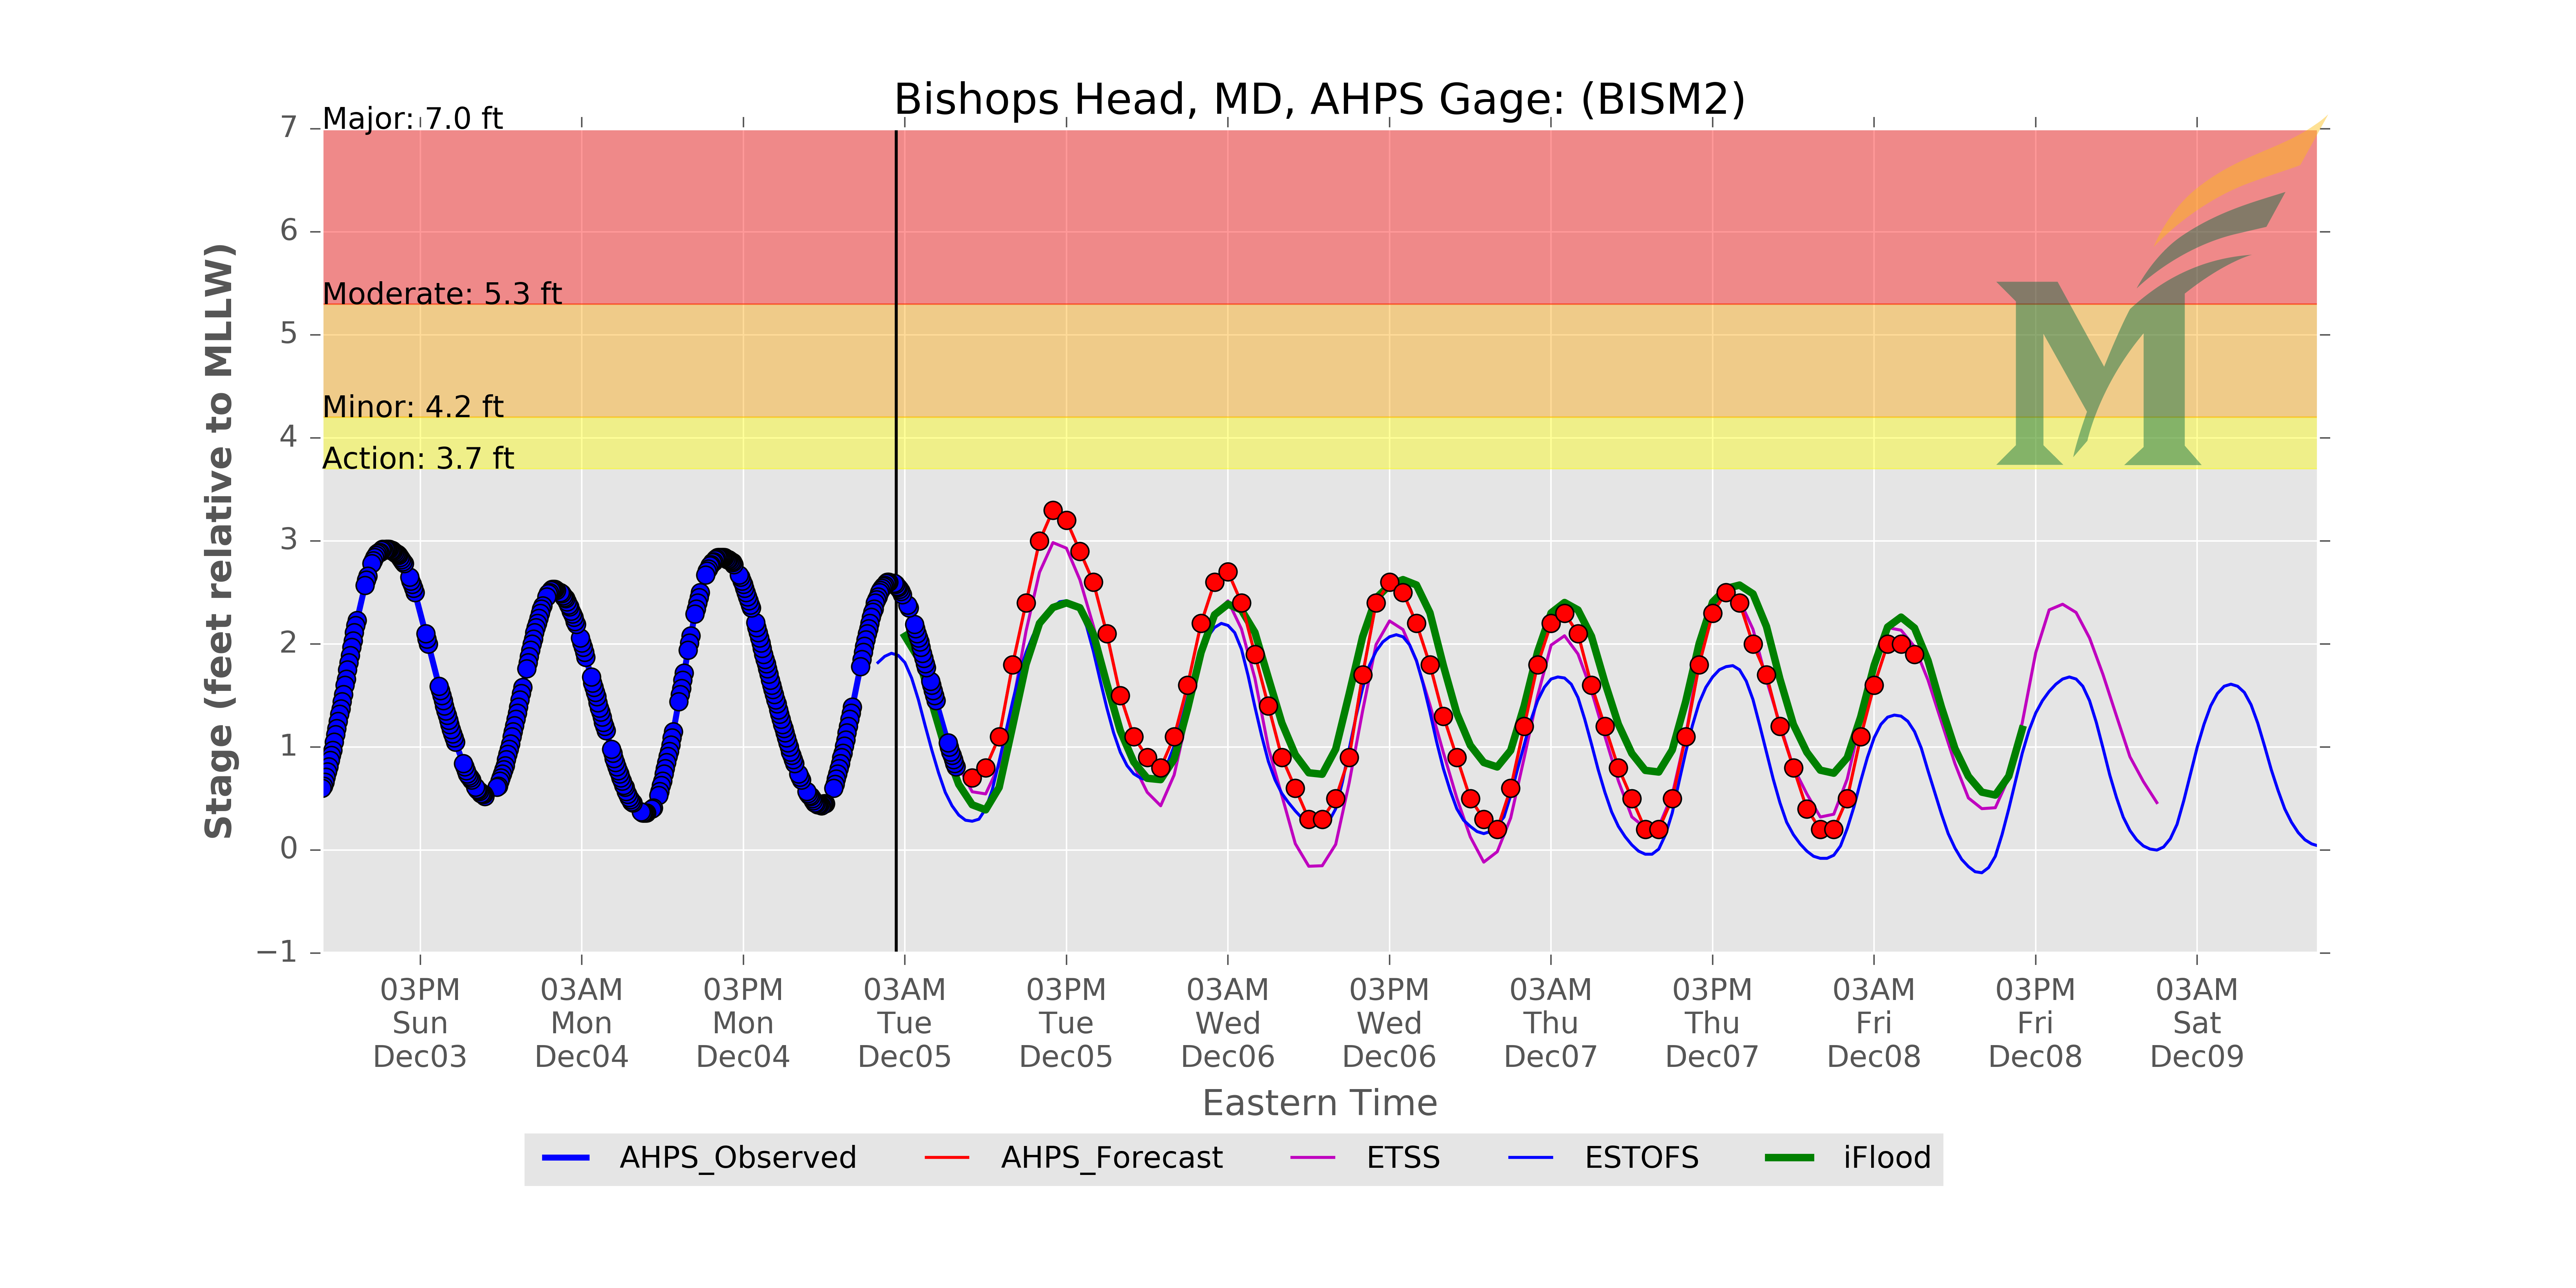 Bishops Head, MD, AHPS Gage: (BISM2)
Major: 7.0 ft
Moderate: 5.3 ft
Minor: 4.2 ft
Action: 3.7 ft
7
6
5
4
3
2
1
0
−1
Stage (feet relative to MLLW)
03PM 03AM 03PM 03AM 03PM 03AM 03PM 03AM 03PM 03AM 03PM 03AM
Sun Mon Mon Tue Tue Wed Wed Thu Thu Fri Fri Sat
Dec03 Dec04 Dec04 Dec05 Dec05 Dec06 Dec06 Dec07 Dec07 Dec08 Dec08 Dec09
Eastern Time
AHPS_Observed AHPS_Forecast ETSS ESTOFS iFlood
M